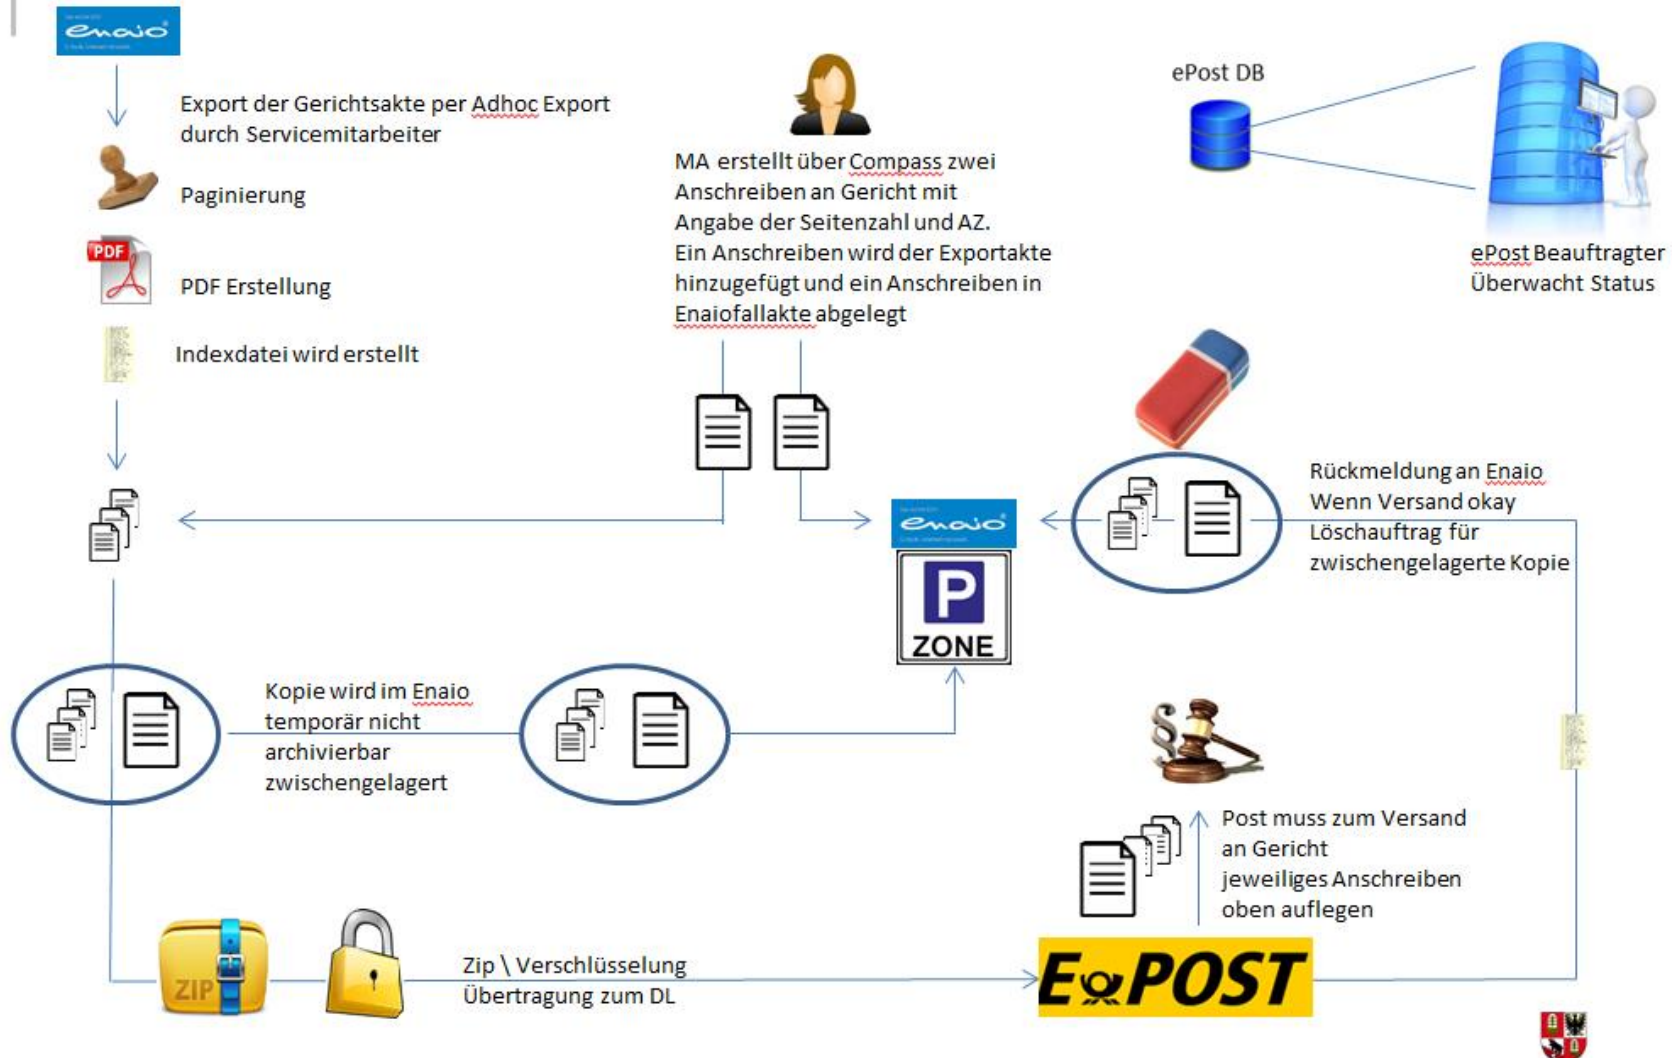 enaio
Export der Gerichtsakte per Adhoc Export
durch Servicemitarbeiter
Paginierung
PDF
PDF Erstellung
Indexdatei wird erstellt
MA erstellt über Compass zwei
Anschreiben an Gericht mit
Angabe der Seitenzahl und AZ.
Ein Anschreiben wird der Exportakte
hinzugefügt und ein Anschreiben in
Enaiofallakte abgelegt
ePost DB
ePost Beauftragter
Überwacht Status
enaio
P
ZONE
Rückmeldung an Enaio
Wenn Versand okay
Löschauftrag für
zwischengelagerte Kopie
Kopie wird im Enaio
temporär nicht
archivierbar
zwischengelagert
§
Post muss zum Versand
an Gericht
jeweiliges Anschreiben
oben auflegen
ZIP
Zip \ Verschlüsselung
Übertragung zum DL
E POST